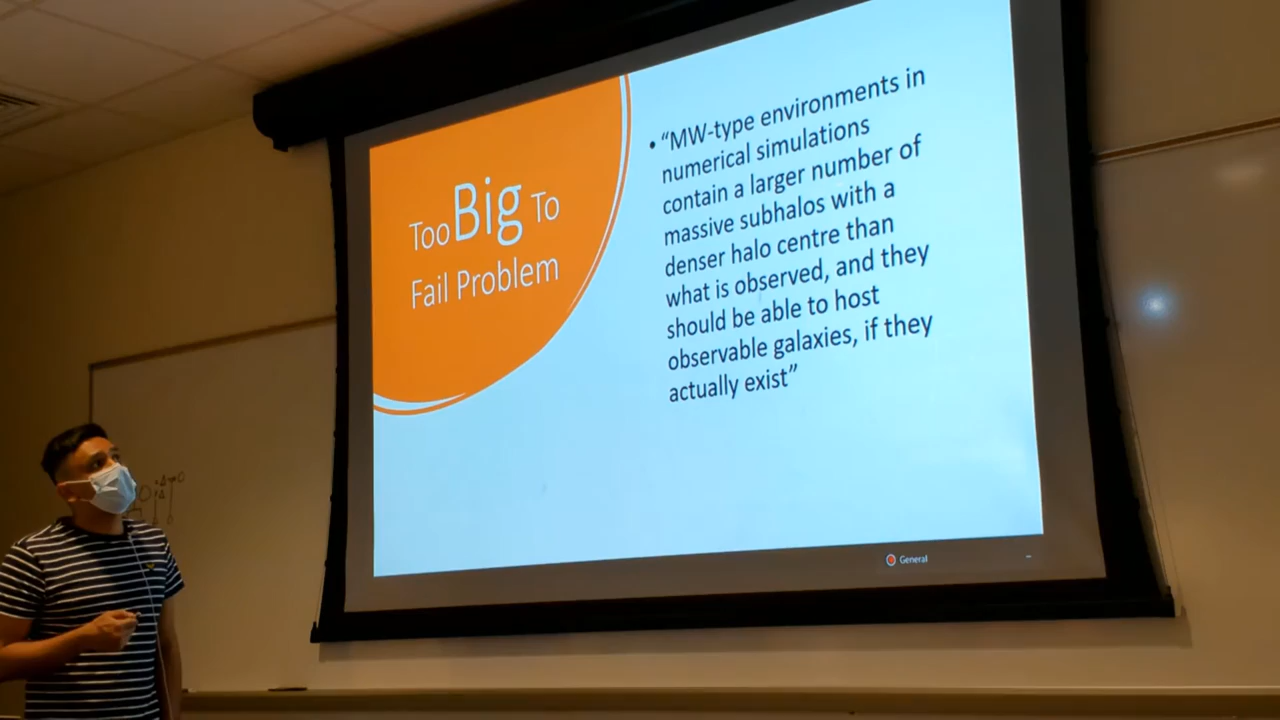 Too Big To
Fail Problem
• “MW-type environments in
numerical simulations
contain a larger number of
massive subhalos with a
denser halo centre than
what is observed, and they
should be able to host
observable galaxies, if they
actually exist”
General